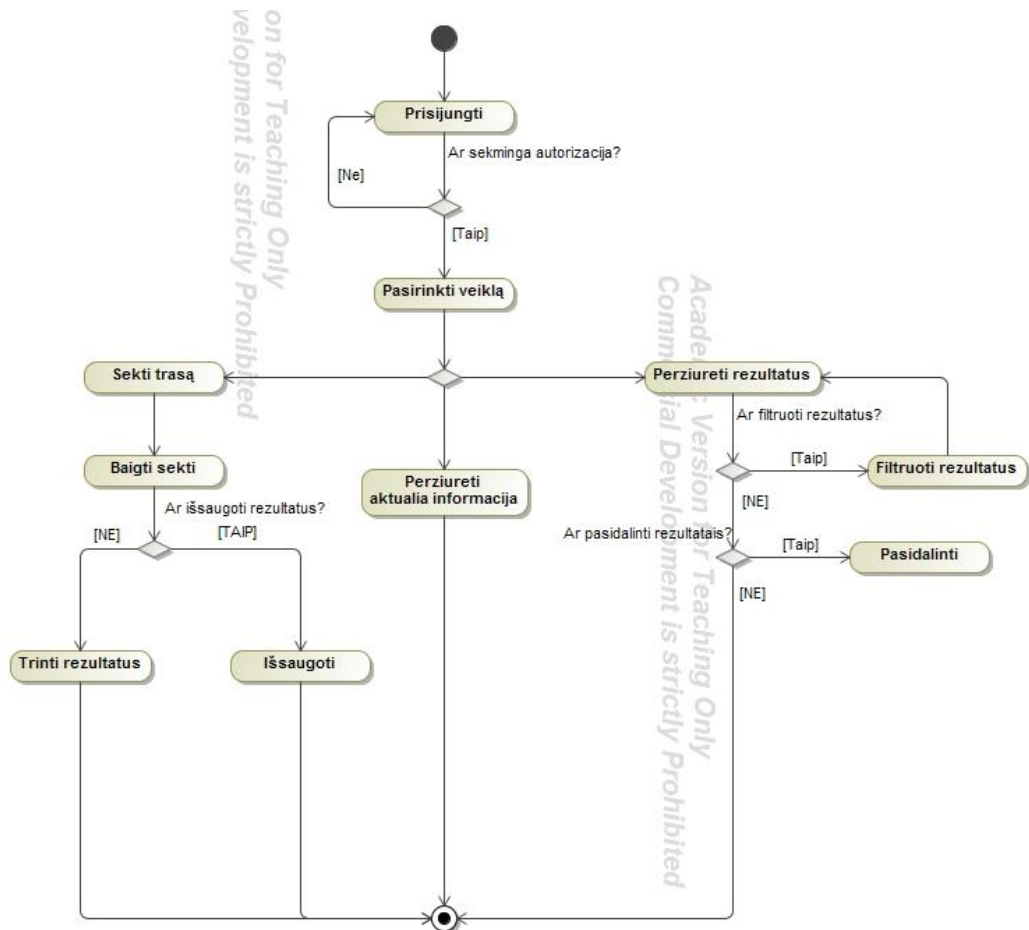 on for Teaching Only
velopment is strictly Prohibited
Prisijungti
Ar sekminga autorizacija?
[Ne]
[Taip]
Pasirinkti veiklą
Academic Version for Teaching Only
Commercial Development is strictly Prohibited
Sekti trasą
Perziureti rezultatus
Ar filtruoti rezultatus?
Baigti sekti
Perziureti
aktualia informacija
[Taip]
Filtruoti rezultatus
[NE]
Ar išsaugoti rezultatus?
[NE]
[TAIP]
Ar pasidalinti rezultatais?
[Taip]
Pasidalinti
[NE]
Trinti rezultatus
Išsaugoti